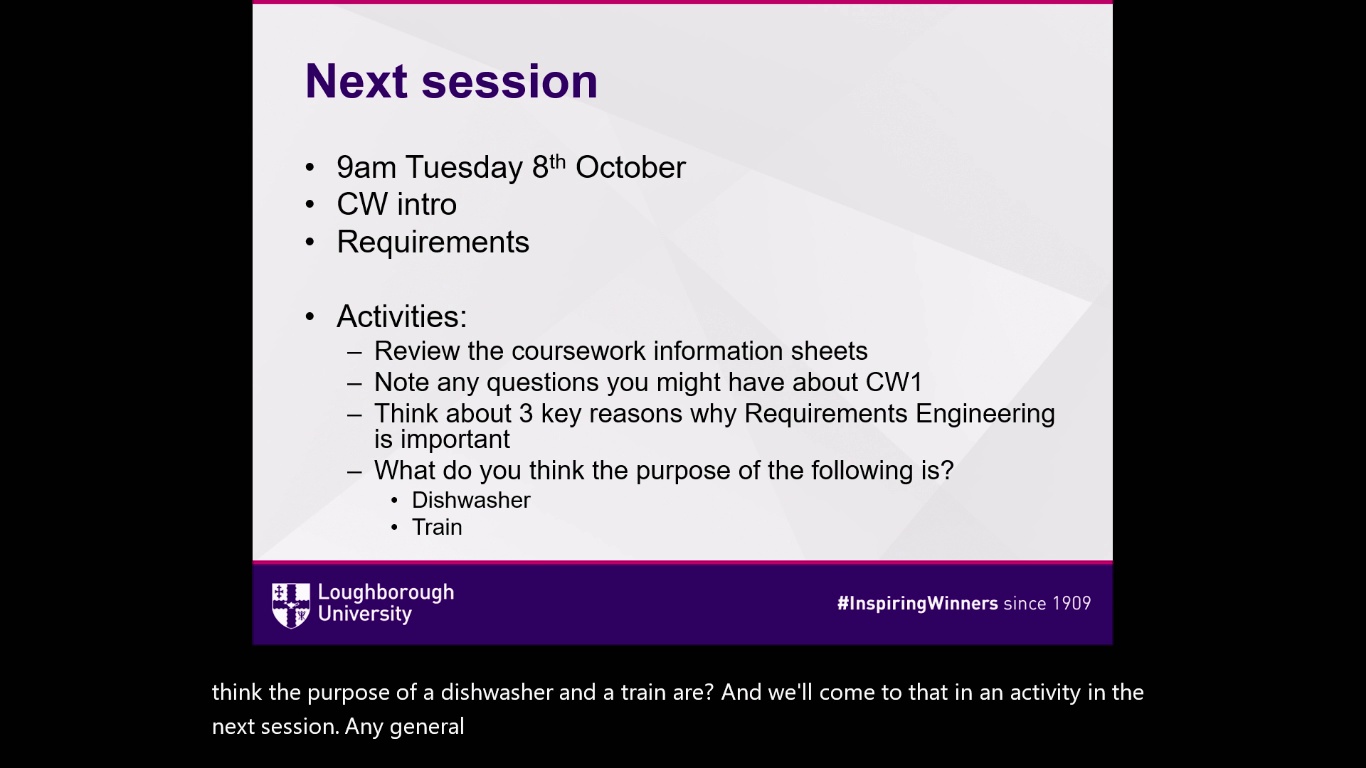 Next session
• 9am Tuesday 8th October
• CW intro
• Requirements
• Activities:
– Review the coursework information sheets
– Note any questions you might have about CW1
– Think about 3 key reasons why Requirements Engineering
is important
– What do you think the purpose of the following is?
• Dishwasher
• Train
Loughborough
University
#InspiringWinners since 1909
think the purpose of a dishwasher and a train are? And we'll come to that in an activity in the
next session. Any general